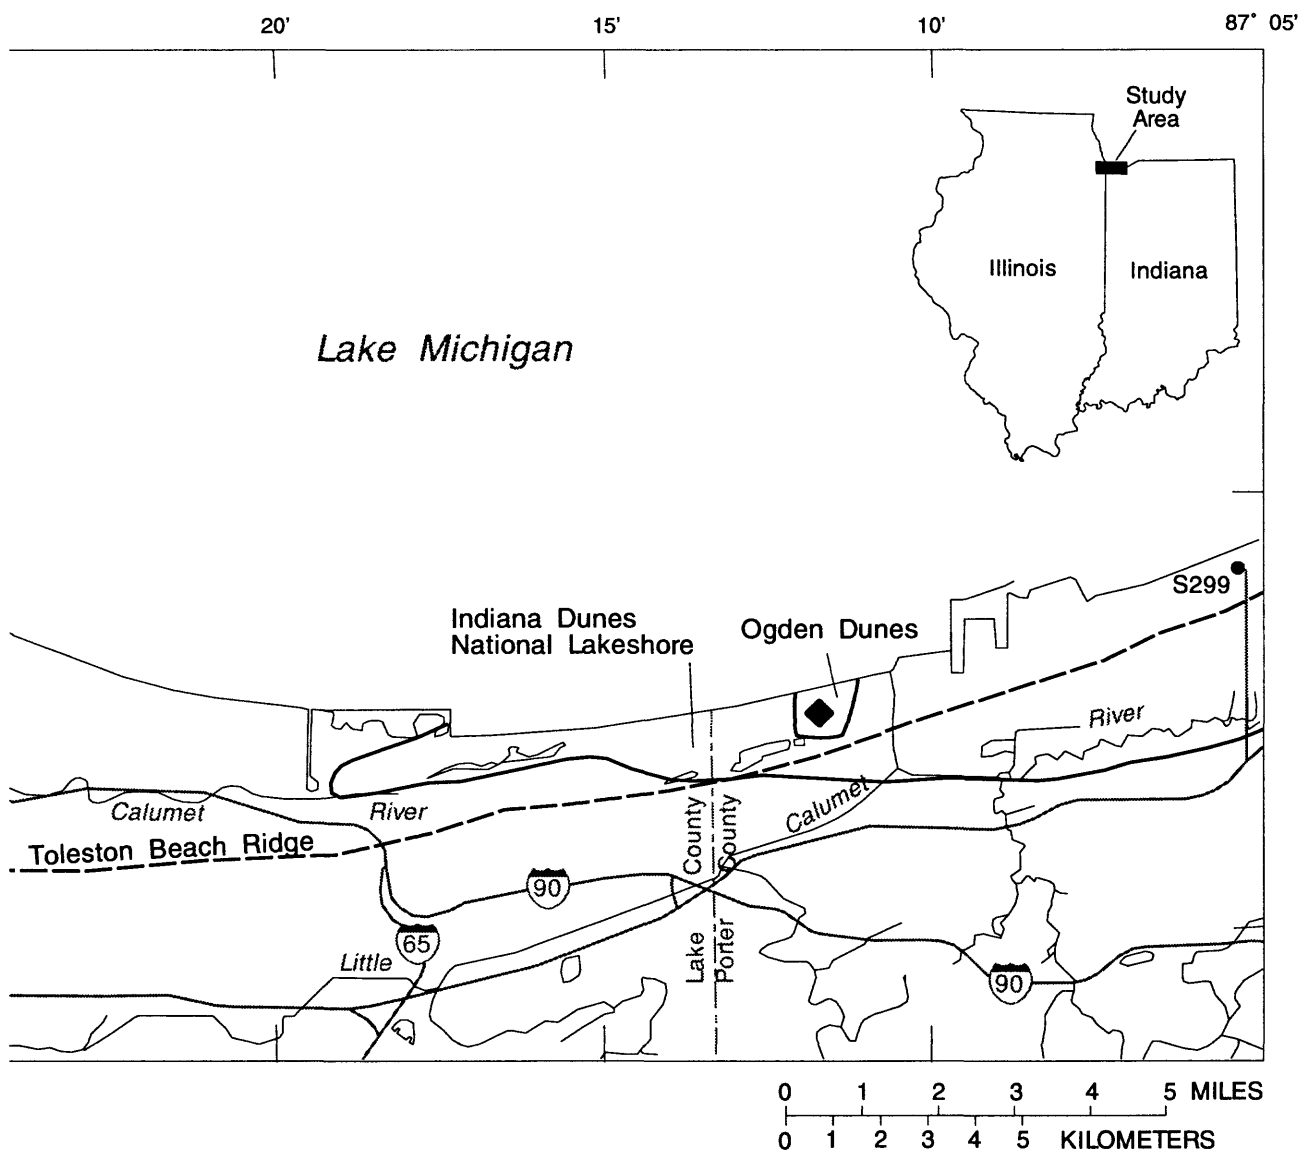 20' 15' 10' 87° 05'
Study
Area
Illinois Indiana
Lake Michigan
S299
Indiana Dunes
National Lakeshore
Ogden Dunes
River
Calumet River
Calumet
Toleston Beach Ridge
County
County
90
65
Lake
Porter
Little
90
0 1 2 3 4 5 MILES
0 1 2 3 4 5 KILOMETERS